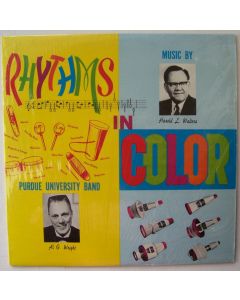 RHYTHMS
MUSIC BY
Harold L. Walters
IN
COLOR
PURDUE UNIVERSITY BAND
Al G. Wright